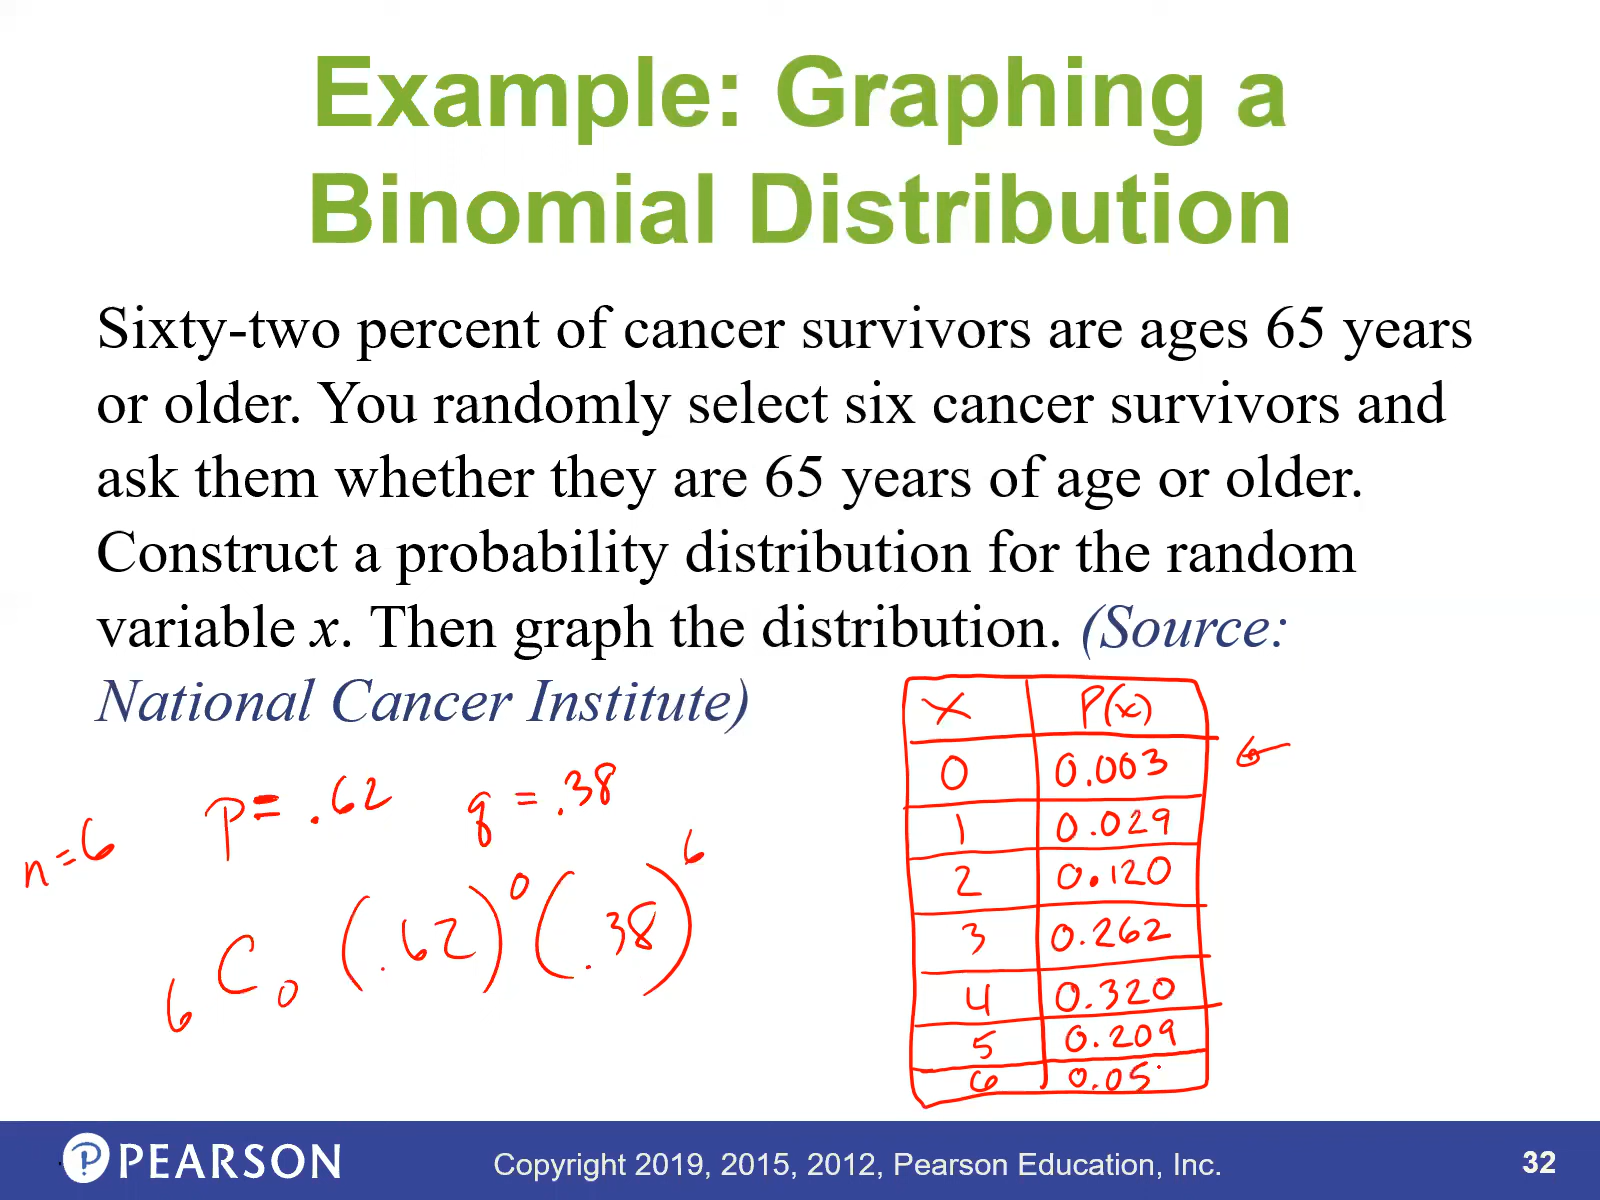 Example: Graphing a
Binomial Distribution
Sixty-two percent of cancer survivors are ages 65 years
or older. You randomly select six cancer survivors and
ask them whether they are 65 years of age or older.
Construct a probability distribution for the random
variable x. Then graph the distribution. (Source:
National Cancer Institute)
n=6 p=.62 q=.38
6C0 (.62)^0 (.38)^6
x P(x)
0 0.003
1 0.029
2 0.120
3 0.262
4 0.320
5 0.209
6 0.05
PEARSON
Copyright 2019, 2015, 2012, Pearson Education, Inc.
32